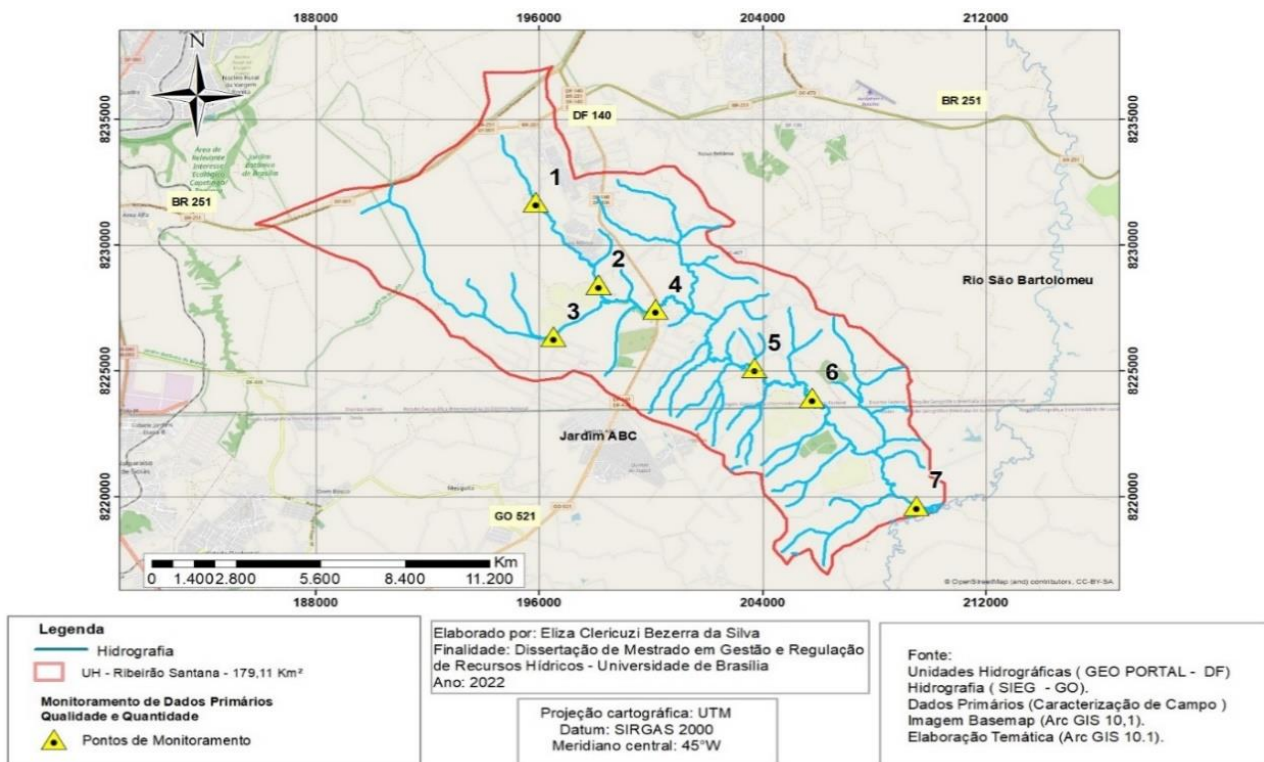 188000 196000 204000 212000
N
BR 251
DF 140
8235000 8235000
1
BR 251
8230000 8230000
2
4
Rio São Bartolomeu
3
5
8225000 8225000
6
Jardim ABC
7
8220000 8220000
GO 521
Km
0 1.400 2.800 5.600 8.400 11.200
© OpenStreetMap (and) contributors, CC-BY-SA
188000 196000 204000 212000
Legenda
Hidrografia
UH - Ribeirão Santana - 179,11 Km²
Monitoramento de Dados Primários
Qualidade e Quantidade
Pontos de Monitoramento
Elaborado por: Eliza Clericuzi Bezerra da Silva
Finalidade: Dissertação de Mestrado em Gestão e Regulação
de Recursos Hídricos - Universidade de Brasília
Ano: 2022
Projeção cartográfica: UTM
Datum: SIRGAS 2000
Meridiano central: 45°W
Fonte:
Unidades Hidrográficas ( GEO PORTAL - DF)
Hidrografia ( SIEG - GO).
Dados Primários (Caracterização de Campo )
Imagem Basemap (Arc GIS 10,1).
Elaboração Temática (Arc GIS 10.1).